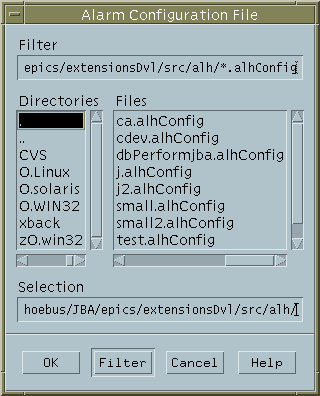 Alarm Configuration File
Filter
epics/extensionsDvl/src/alh/*.alhConfig
Directories Files
. ca.alhConfig
.. cdev.alhConfig
CVS dbPerformjba.alhConfig
O.Linux j.alhConfig
O.solaris j2.alhConfig
O.WIN32 small.alhConfig
xback small2.alhConfig
zO.win32 test.alhConfig
Selection
hoebus/JBA/epics/extensionsDvl/src/alh/
OK Filter Cancel Help